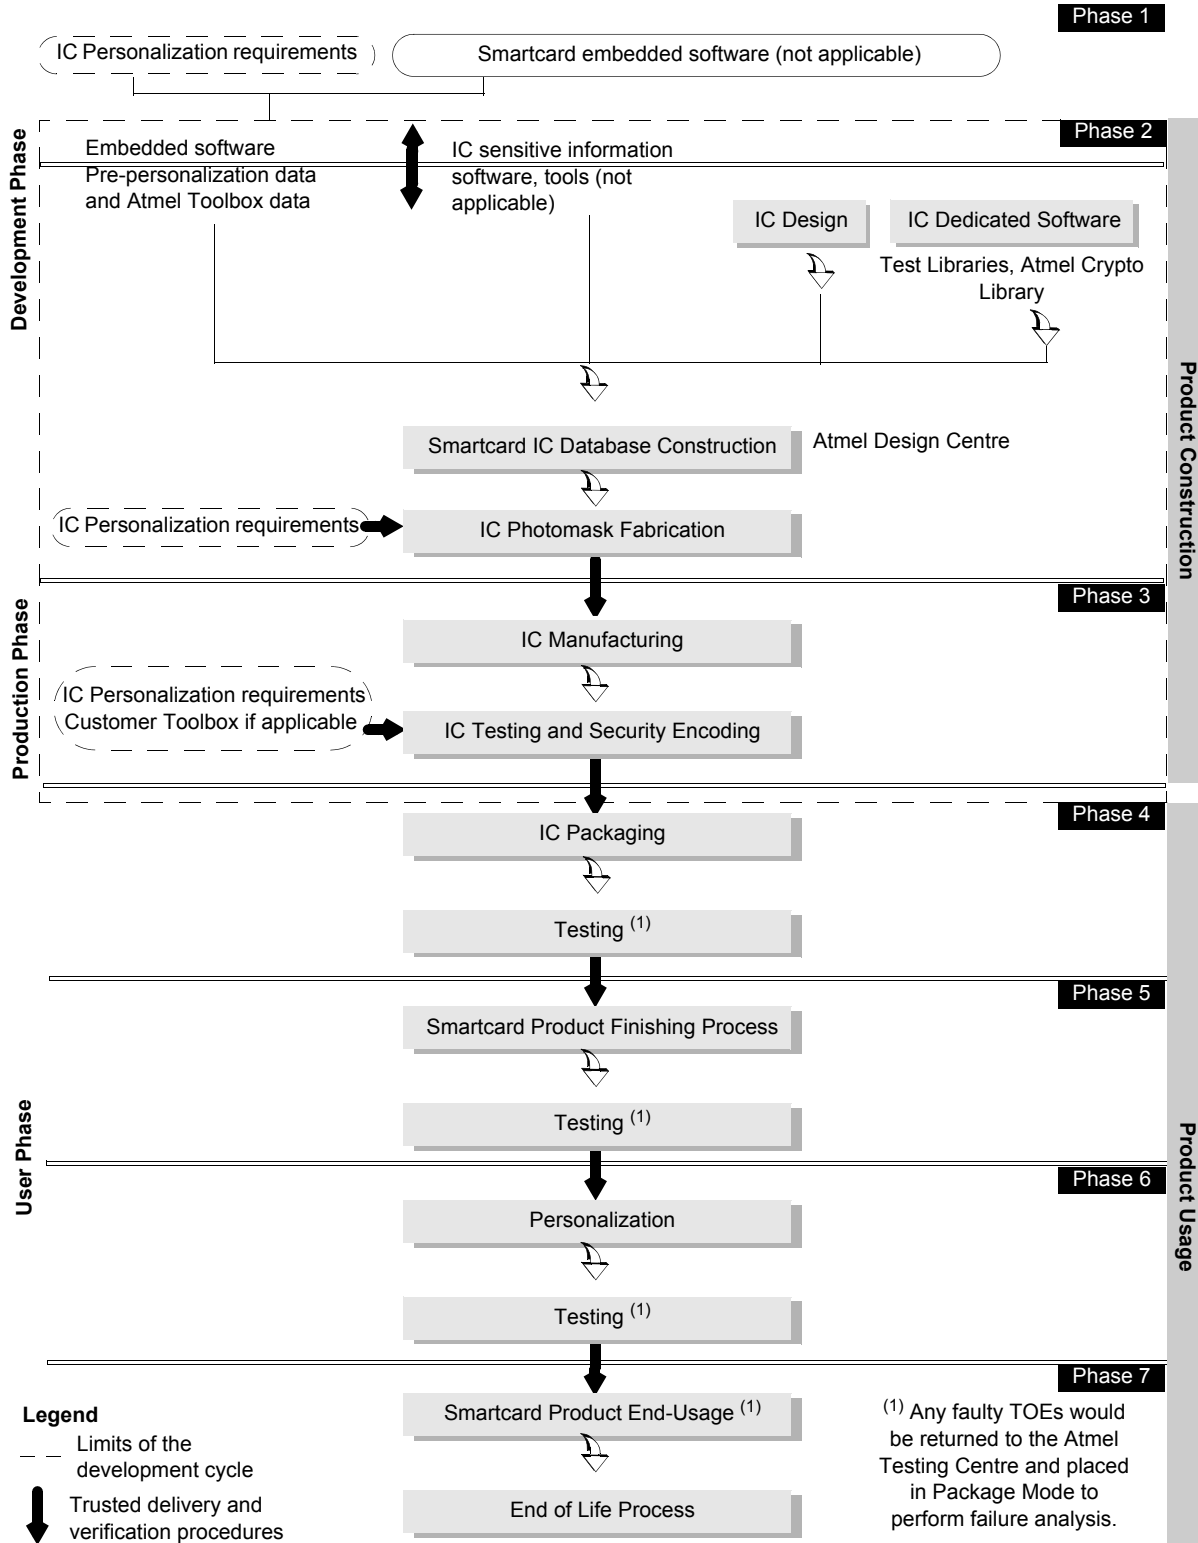 Phase 1
IC Personalization requirements
Smartcard embedded software (not applicable)
Development Phase
Phase 2
Embedded software
Pre-personalization data
and Atmel Toolbox data
IC sensitive information
software, tools (not
applicable)
IC Design
IC Dedicated Software
Test Libraries, Atmel Crypto
Library
Product Construction
Smartcard IC Database Construction
Atmel Design Centre
IC Personalization requirements
IC Photomask Fabrication
Production Phase
Phase 3
IC Manufacturing
IC Personalization requirements
Customer Toolbox if applicable
IC Testing and Security Encoding
Phase 4
IC Packaging
Testing (1)
User Phase
Product Usage
Phase 5
Smartcard Product Finishing Process
Testing (1)
Phase 6
Personalization
Testing (1)
Phase 7
Smartcard Product End-Usage (1)
End of Life Process
Legend
Limits of the
development cycle
Trusted delivery and
verification procedures
(1) Any faulty TOEs would
be returned to the Atmel
Testing Centre and placed
in Package Mode to
perform failure analysis.